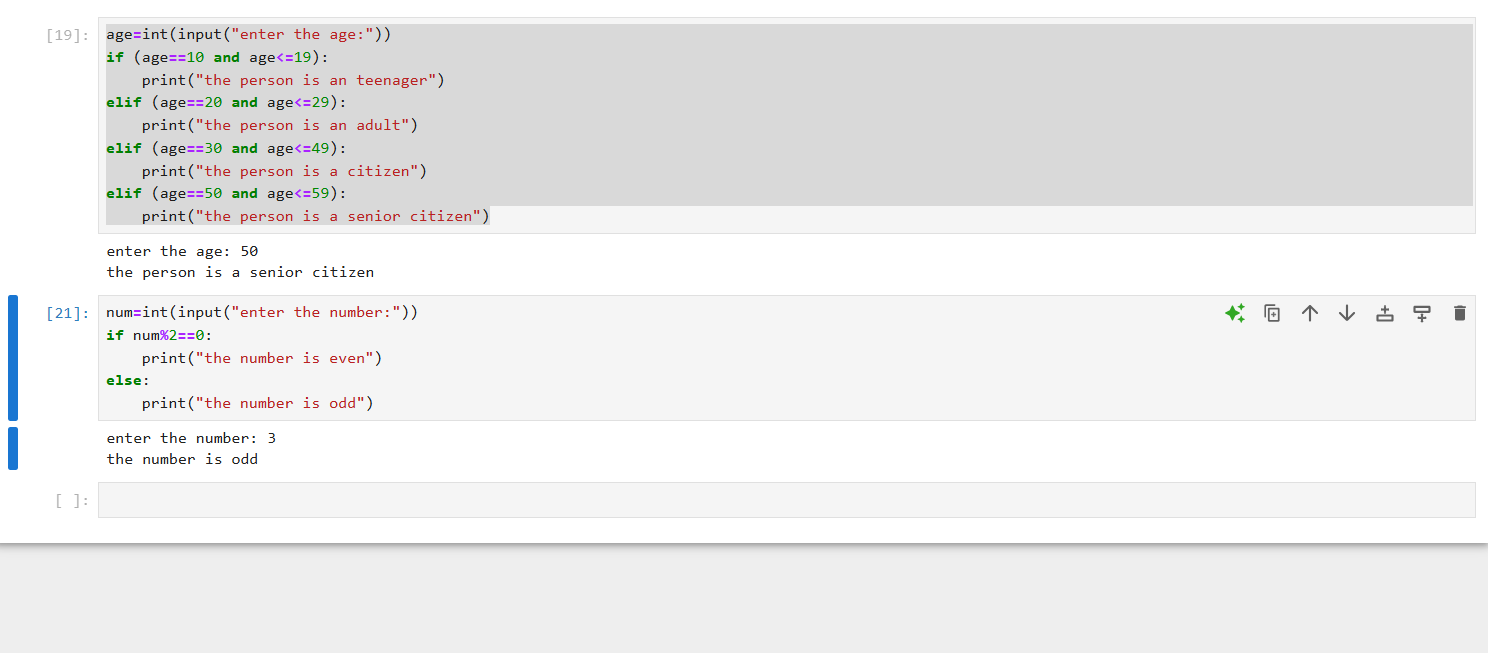 [19]: age=int(input("enter the age:"))
if (age==10 and age<=19):
    print("the person is an teenager")
elif (age==20 and age<=29):
    print("the person is an adult")
elif (age==30 and age<=49):
    print("the person is a citizen")
elif (age==50 and age<=59):
    print("the person is a senior citizen")
enter the age: 50
the person is a senior citizen
[21]: num=int(input("enter the number:"))
if num%2==0:
    print("the number is even")
else:
    print("the number is odd")
enter the number: 3
the number is odd
[ ]: